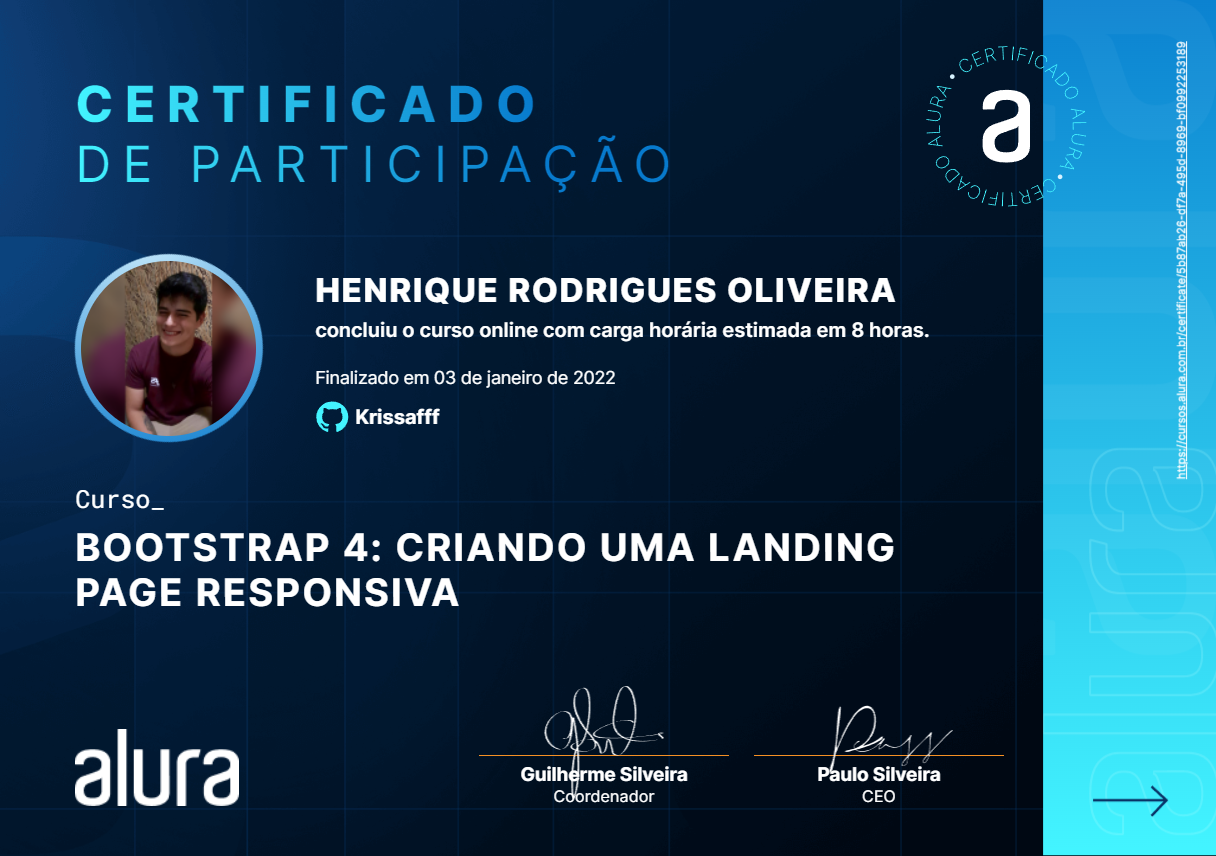 CERTIFICADO
DE PARTICIPAÇÃO
CERTIFICADO ALURA • CERTIFICADO ALURA •
a
HENRIQUE RODRIGUES OLIVEIRA
concluiu o curso online com carga horária estimada em 8 horas.
Finalizado em 03 de janeiro de 2022
Krissafff
Curso_
BOOTSTRAP 4: CRIANDO UMA LANDING
PAGE RESPONSIVA
alura
Guilherme Silveira
Coordenador
Paulo Silveira
CEO
https://cursos.alura.com.br/certificate/5b87ab26-df7a-495d-8969-bf0992253189
alura